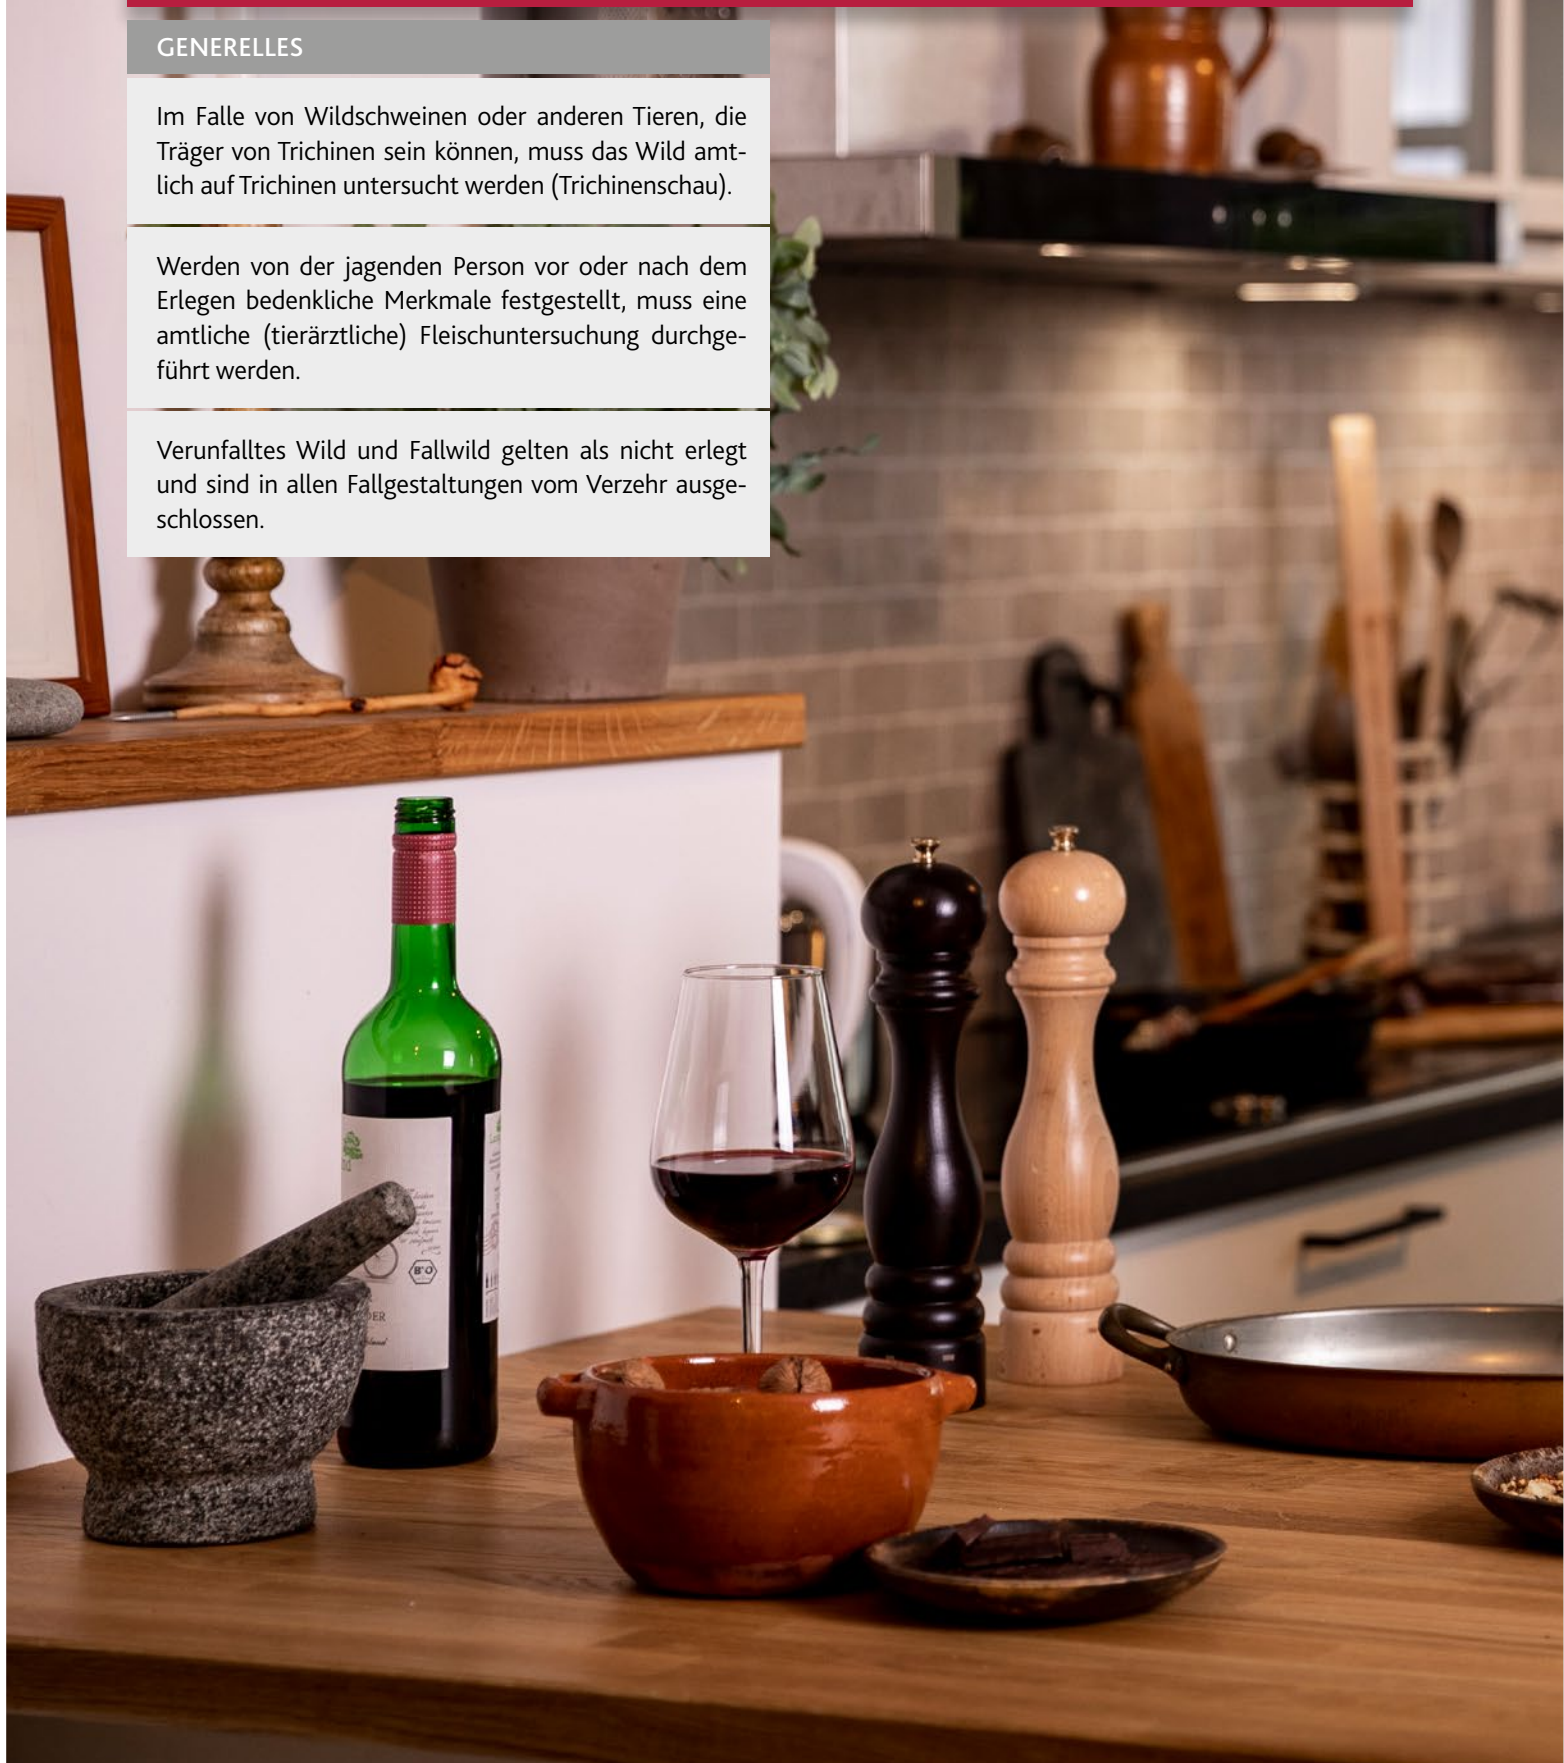 GENERELLES
Im Falle von Wildschweinen oder anderen Tieren, die
Träger von Trichinen sein können, muss das Wild amt-
lich auf Trichinen untersucht werden (Trichinenschau).
Werden von der jagenden Person vor oder nach dem
Erlegen bedenkliche Merkmale festgestellt, muss eine
amtliche (tierärztliche) Fleischuntersuchung durchge-
führt werden.
Verunfalltes Wild und Fallwild gelten als nicht erlegt
und sind in allen Fallgestaltungen vom Verzehr ausge-
schlossen.